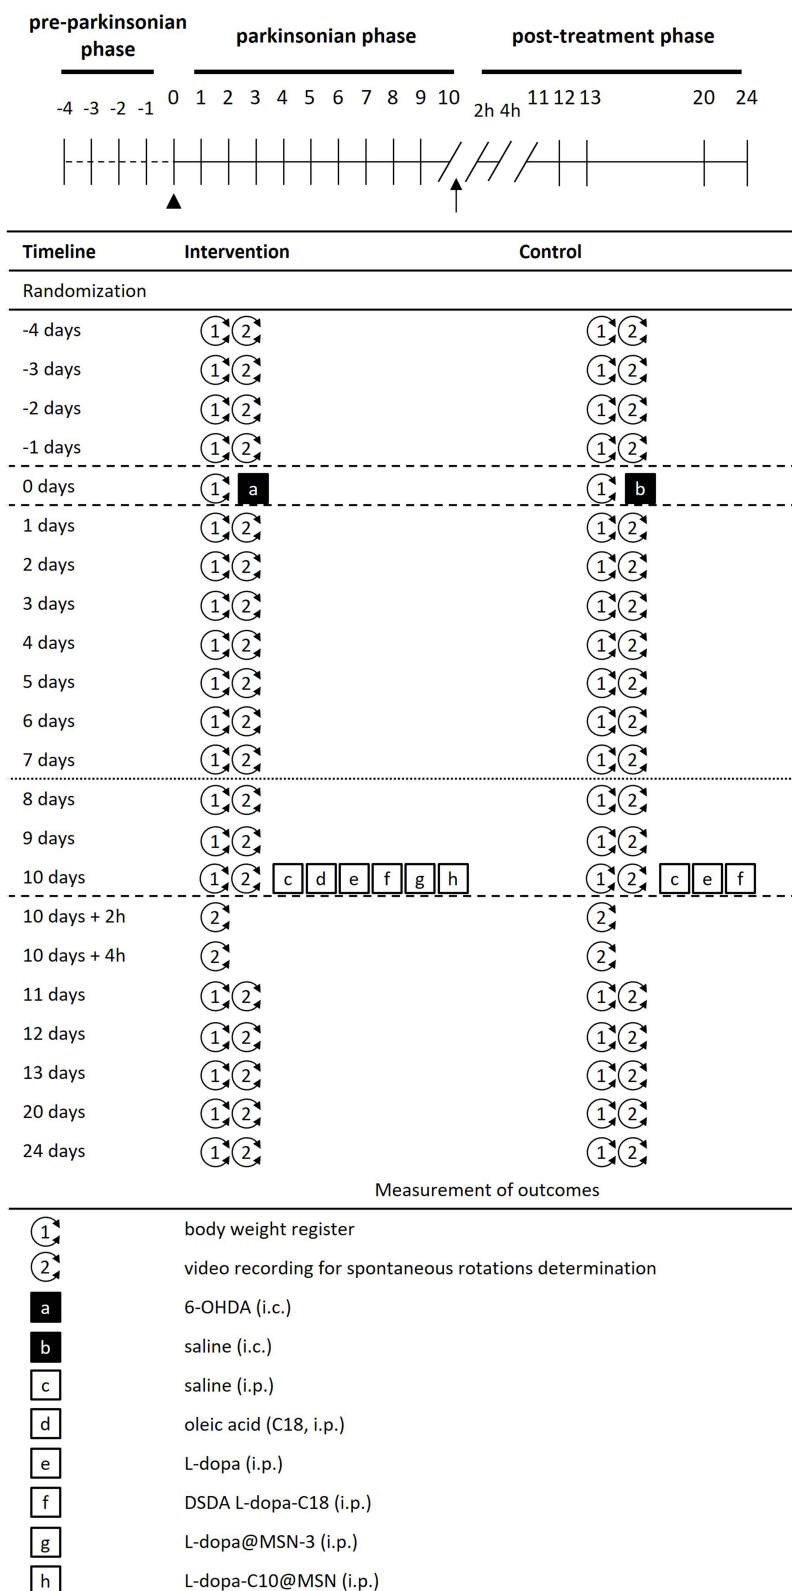 pre-parkinsonian
phase
parkinsonian phase
post-treatment phase
-4 -3 -2 -1 0 1 2 3 4 5 6 7 8 9 10 2h 4h 11 12 13 20 24
Timeline Intervention Control
Randomization
-4 days 1 2 1 2
-3 days 1 2 1 2
-2 days 1 2 1 2
-1 days 1 2 1 2
0 days 1 a 1 b
1 days 1 2 1 2
2 days 1 2 1 2
3 days 1 2 1 2
4 days 1 2 1 2
5 days 1 2 1 2
6 days 1 2 1 2
7 days 1 2 1 2
8 days 1 2 1 2
9 days 1 2 1 2
10 days 1 2 c d e f g h 1 2 c e f
10 days + 2h 2 2
10 days + 4h 2 2
11 days 1 2 1 2
12 days 1 2 1 2
13 days 1 2 1 2
20 days 1 2 1 2
24 days 1 2 1 2
Measurement of outcomes
1 body weight register
2 video recording for spontaneous rotations determination
a 6-OHDA (i.c.)
b saline (i.c.)
c saline (i.p.)
d oleic acid (C18, i.p.)
e L-dopa (i.p.)
f DSDA L-dopa-C18 (i.p.)
g L-dopa@MSN-3 (i.p.)
h L-dopa-C10@MSN (i.p.)